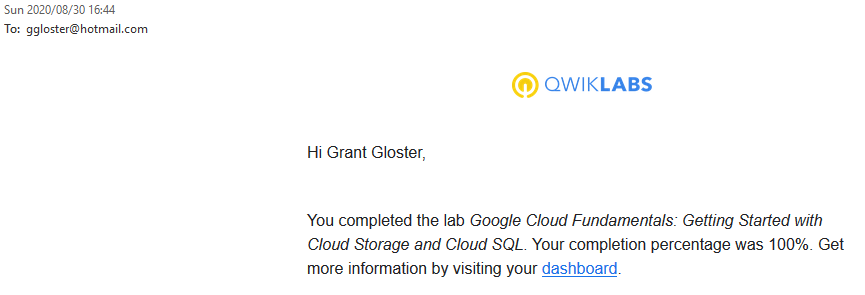 Sun 2020/08/30 16:44
To: ggloster@hotmail.com
QWIKLABS
Hi Grant Gloster,
You completed the lab Google Cloud Fundamentals: Getting Started with
Cloud Storage and Cloud SQL. Your completion percentage was 100%. Get
more information by visiting your dashboard.